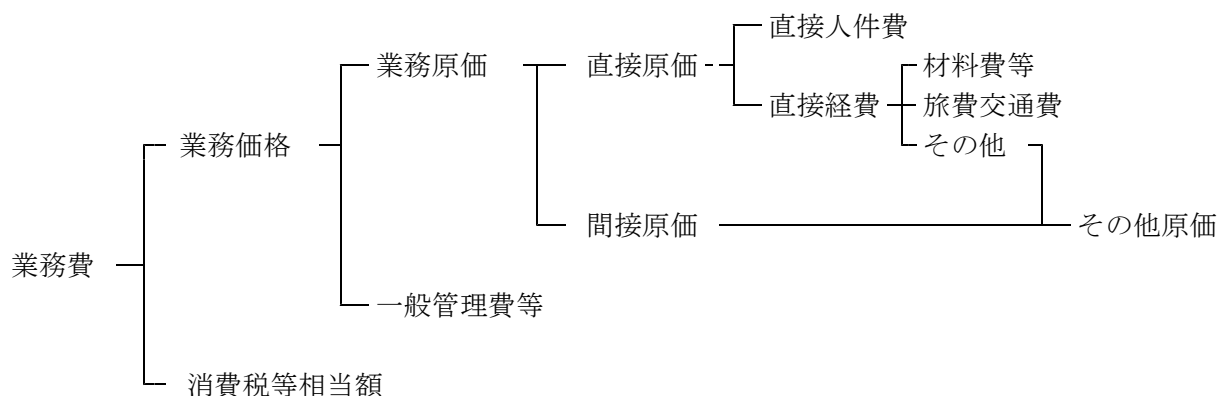 直接人件費
業務原価 直接原価 材料費等
直接経費 旅費交通費
業務価格 その他
間接原価 その他原価
業務費
一般管理費等
消費税等相当額